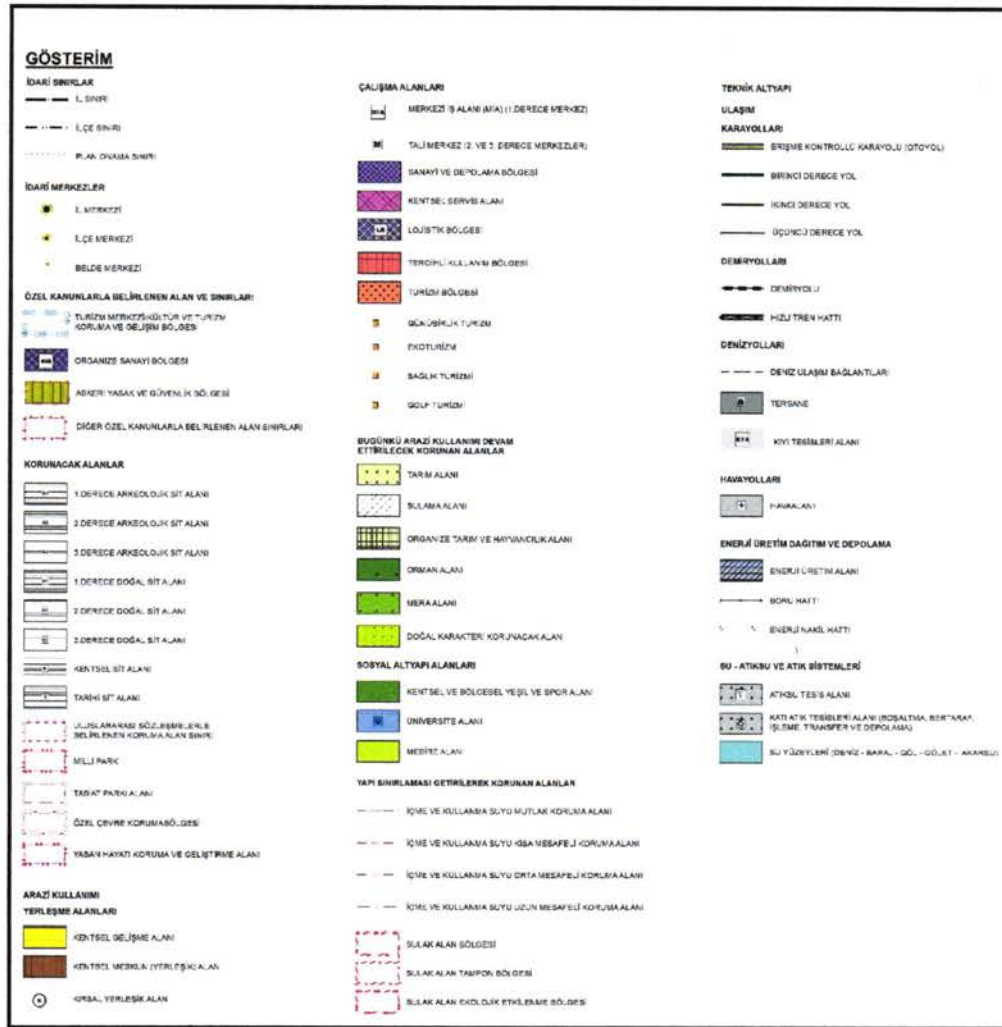 GÖSTERİM
İDARİ SINIRLAR
İL SINIRI
İLÇE SINIRI
PLAN ONAMA SINIRI
İDARİ MERKEZLER
İL MERKEZİ
İLÇE MERKEZİ
BELDE MERKEZİ
ÖZEL KANUNLARLA BELİRLENEN ALAN VE SINIRLARI
TURİZM MERKEZİ/KÜLTÜR VE TURİZM
KORUMA VE GELİŞİM BÖLGESİ
ORGANİZE SANAYİ BÖLGESİ
ASKERİ YASAK VE GÜVENLİK BÖLGESİ
DİĞER ÖZEL KANUNLARLA BELİRLENEN ALAN SINIRLARI
KORUNACAK ALANLAR
1.DERECE ARKEOLOJİK SİT ALANI
2.DERECE ARKEOLOJİK SİT ALANI
3.DERECE ARKEOLOJİK SİT ALANI
1.DERECE DOĞAL SİT ALANI
2.DERECE DOĞAL SİT ALANI
3.DERECE DOĞAL SİT ALANI
KENTSEL SİT ALANI
TARİHİ SİT ALANI
ULUSLARARASI SÖZLEŞMELERLE
BELİRLENEN KORUMA ALAN SINIRI
MİLLİ PARK
TABİAT PARKI ALANI
ÖZEL ÇEVRE KORUMA BÖLGESİ
YABAN HAYATI KORUMA VE GELİŞTİRME ALANI
ARAZİ KULLANIMI
YERLEŞME ALANLARI
KENTSEL GELİŞME ALANI
KENTSEL MESKUN (YERLEŞİK) ALAN
KIRSAL YERLEŞİK ALAN
ÇALIŞMA ALANLARI
MİA MERKEZİ İŞ ALANI (MİA) (1.DERECE MERKEZ)
M TALİ MERKEZ (2. VE 3. DERECE MERKEZLER)
SANAYİ VE DEPOLAMA BÖLGESİ
KENTSEL SERVİS ALANI
LB LOJİSTİK BÖLGESİ
TERCİHLİ KULLANIM BÖLGESİ
TURİZM BÖLGESİ
GÜNÜBİRLİK TURİZM
EKOTURİZM
SAĞLIK TURİZMİ
GOLF TURİZMİ
BUGÜNKÜ ARAZİ KULLANIMI DEVAM
ETTİRİLECEK KORUNAN ALANLAR
TARIM ALANI
SULAMA ALANI
ORGANİZE TARIM VE HAYVANCILIK ALANI
ORMAN ALANI
MERA ALANI
DOĞAL KARAKTERİ KORUNACAK ALAN
SOSYAL ALTYAPI ALANLARI
KENTSEL VE BÖLGESEL YEŞİL VE SPOR ALANI
ÜNİVERSİTE ALANI
MESİRE ALANI
YAPI SINIRLAMASI GETİRİLEREK KORUNAN ALANLAR
İÇME VE KULLANMA SUYU MUTLAK KORUMA ALANI
İÇME VE KULLANMA SUYU KISA MESAFELİ KORUMA ALANI
İÇME VE KULLANMA SUYU ORTA MESAFELİ KORUMA ALANI
İÇME VE KULLANMA SUYU UZUN MESAFELİ KORUMA ALANI
SULAK ALAN BÖLGESİ
SULAK ALAN TAMPON BÖLGESİ
SULAK ALAN EKOLOJİK ETKİLENME BÖLGESİ
TEKNİK ALTYAPI
ULAŞIM
KARAYOLLARI
ERİŞME KONTROLLÜ KARAYOLU (OTOYOL)
BİRİNCİ DERECE YOL
İKİNCİ DERECE YOL
ÜÇÜNCÜ DERECE YOL
DEMİRYOLLARI
DEMİRYOLU
HIZLI TREN HATTI
DENİZYOLLARI
DENİZ ULAŞIM BAĞLANTILARI
TERSANE
KIYI TESİSLERİ ALANI
HAVAYOLLARI
HAVAALANI
ENERJİ ÜRETİM DAĞITIM VE DEPOLAMA
ENERJİ ÜRETİM ALANI
BORU HATTI
ENERJİ NAKİL HATTI
SU - ATIKSU VE ATIK SİSTEMLERİ
ATIKSU TESİS ALANI
KATI ATIK TESİSLERİ ALANI (BOŞALTMA, BERTARAF,
İŞLEME, TRANSFER VE DEPOLAMA)
SU YÜZEYLERİ (DENİZ - BARAJ - GÖL - GÖLET - AKARSU)